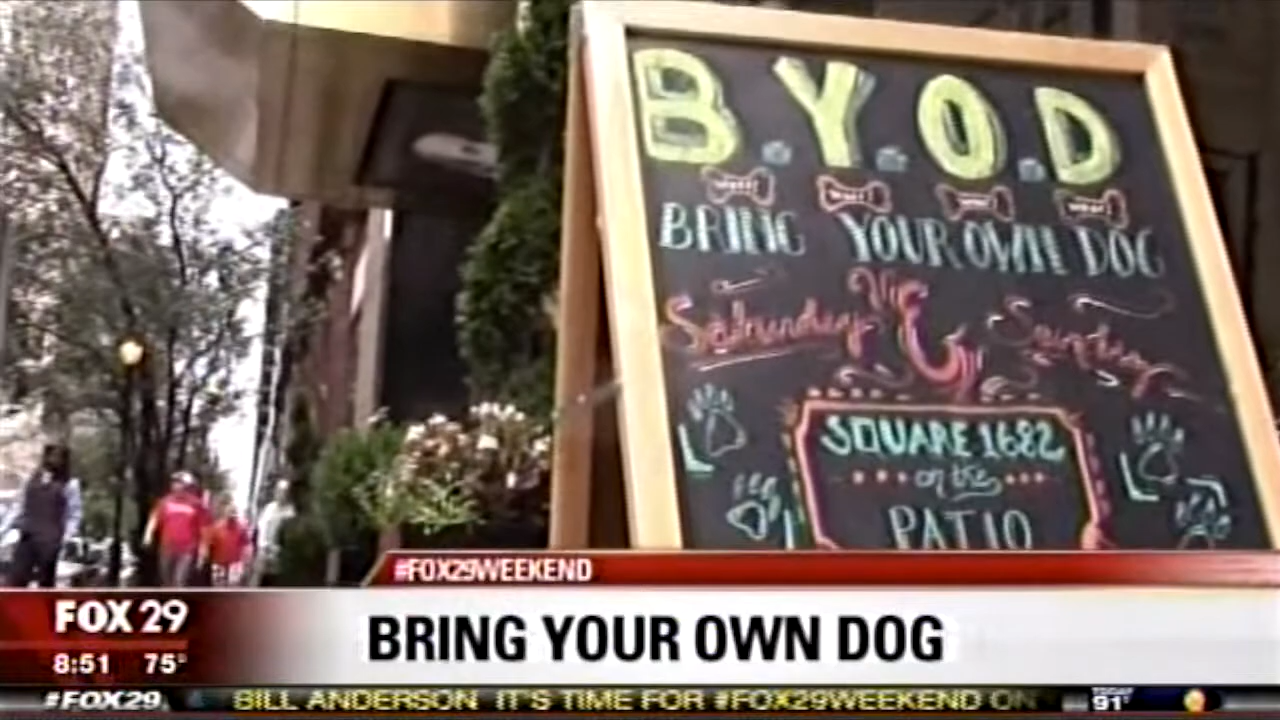 B.Y.O.D
BRING YOUR OWN DOG
Saturday & Sunday
SQUARE 1682
on the
PATIO
#FOX29WEEKEND
FOX 29
BRING YOUR OWN DOG
8:51 75°
#FOX29 BILL ANDERSON IT'S TIME FOR #FOX29WEEKEND ON
TODAY
91°